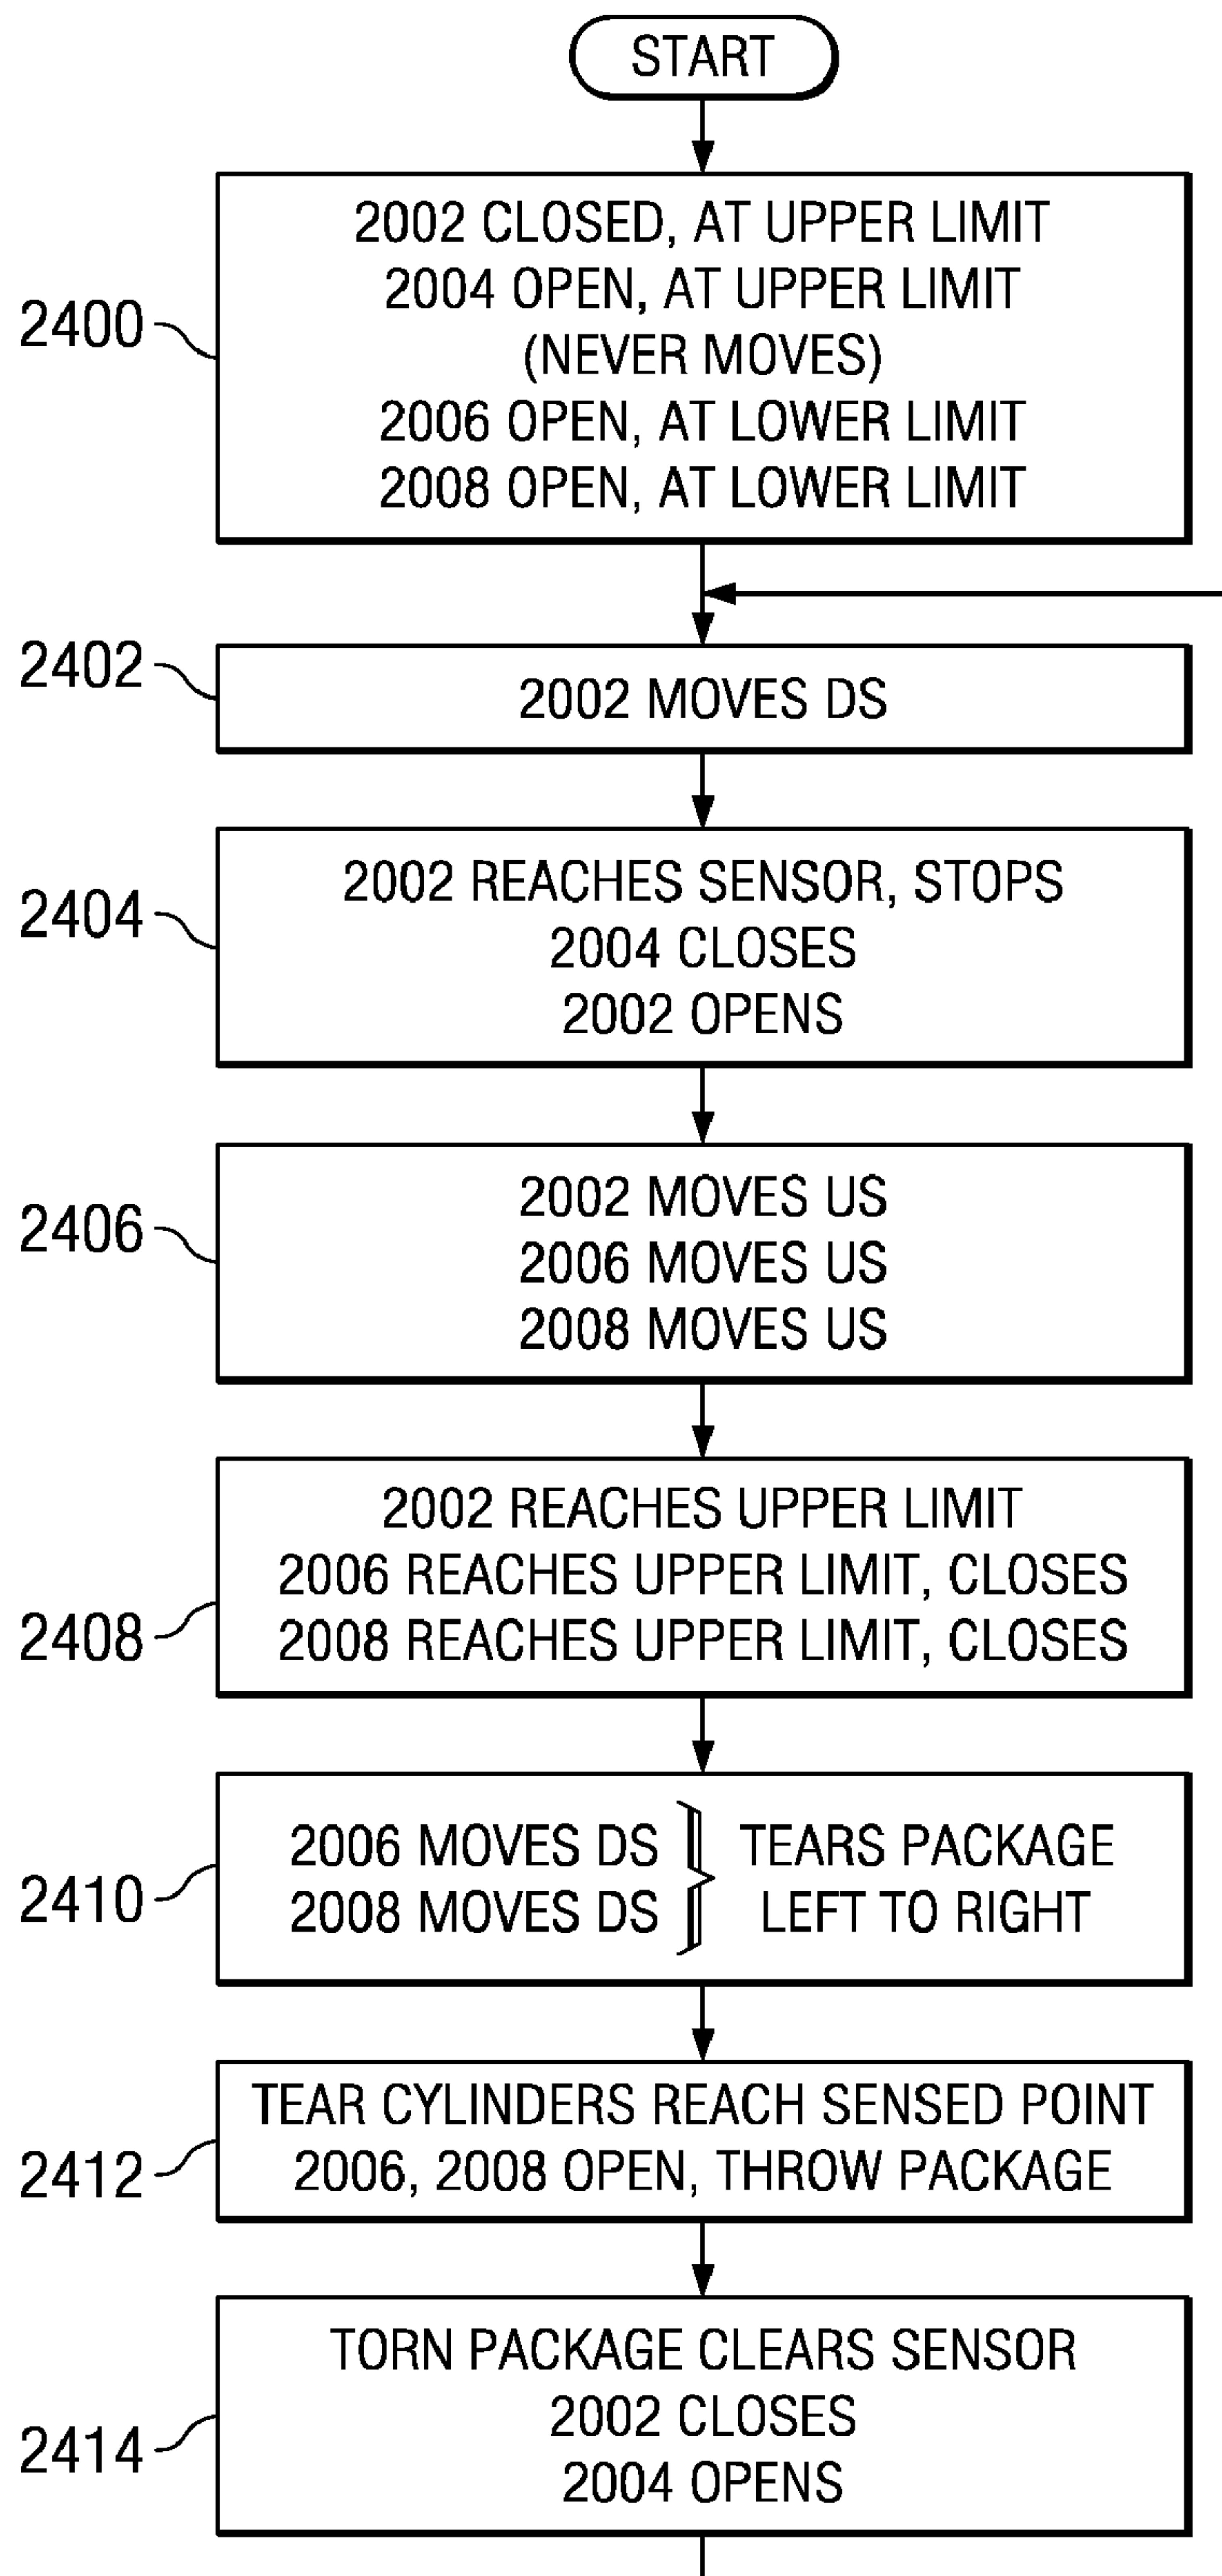 START
2400
2002 CLOSED, AT UPPER LIMIT
2004 OPEN, AT UPPER LIMIT
(NEVER MOVES)
2006 OPEN, AT LOWER LIMIT
2008 OPEN, AT LOWER LIMIT
2402
2002 MOVES DS
2404
2002 REACHES SENSOR, STOPS
2004 CLOSES
2002 OPENS
2406
2002 MOVES US
2006 MOVES US
2008 MOVES US
2408
2002 REACHES UPPER LIMIT
2006 REACHES UPPER LIMIT, CLOSES
2008 REACHES UPPER LIMIT, CLOSES
2410
2006 MOVES DS
2008 MOVES DS
TEARS PACKAGE
LEFT TO RIGHT
2412
TEAR CYLINDERS REACH SENSED POINT
2006, 2008 OPEN, THROW PACKAGE
2414
TORN PACKAGE CLEARS SENSOR
2002 CLOSES
2004 OPENS